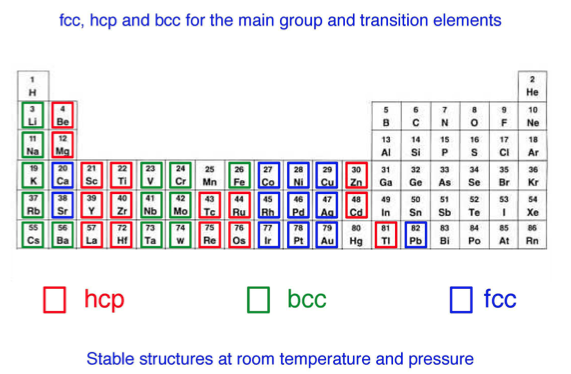 fcc, hcp and bcc for the main group and transition elements
1 2
H He
3 4 5 6 7 8 9 10
Li Be B C N O F Ne
11 12 13 14 15 16 17 18
Na Mg Al Si P S Cl Ar
19 20 21 22 23 24 25 26 27 28 29 30 31 32 33 34 35 36
K Ca Sc Ti V Cr Mn Fe Co Ni Cu Zn Ga Ge As Se Br Kr
37 38 39 40 41 42 43 44 45 46 47 48 49 50 51 52 53 54
Rb Sr Y Zr Nb Mo Tc Ru Rh Pd Ag Cd In Sn Sb Te I Xe
55 56 57 72 73 74 75 76 77 78 79 80 81 82 83 84 85 86
Cs Ba La Hf Ta W Re Os Ir Pt Au Hg Tl Pb Bi Po At Rn
hcp bcc fcc
Stable structures at room temperature and pressure